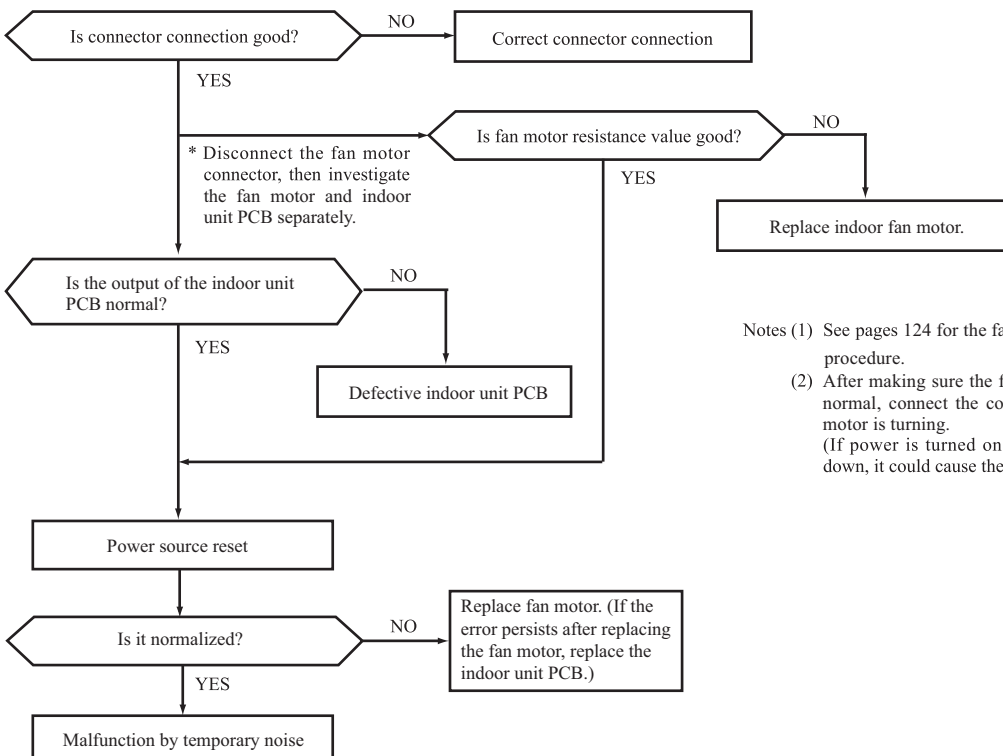 Is connector connection good?
NO
Correct connector connection
YES
Is fan motor resistance value good?
NO
* Disconnect the fan motor
connector, then investigate
the fan motor and indoor
unit PCB separately.
YES
Replace indoor fan motor.
Is the output of the indoor unit
PCB normal?
NO
YES
Defective indoor unit PCB
Notes (1) See pages 124 for the
procedure.
(2) After making sure the
normal, connect the
motor is turning.
(If power is turned on
down, it could cause the
Power source reset
Is it normalized?
NO
Replace fan motor. (If the
error persists after replacing
the fan motor, replace the
indoor unit PCB.)
YES
Malfunction by temporary noise